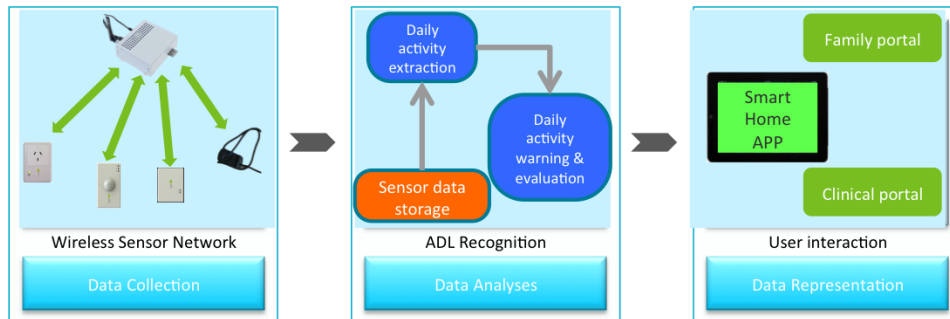 Daily
activity
extraction
Daily
activity
warning &
evaluation
Sensor data
storage
Family portal
Smart
Home
APP
Clinical portal
Wireless Sensor Network
ADL Recognition
User interaction
Data Collection
Data Analyses
Data Representation